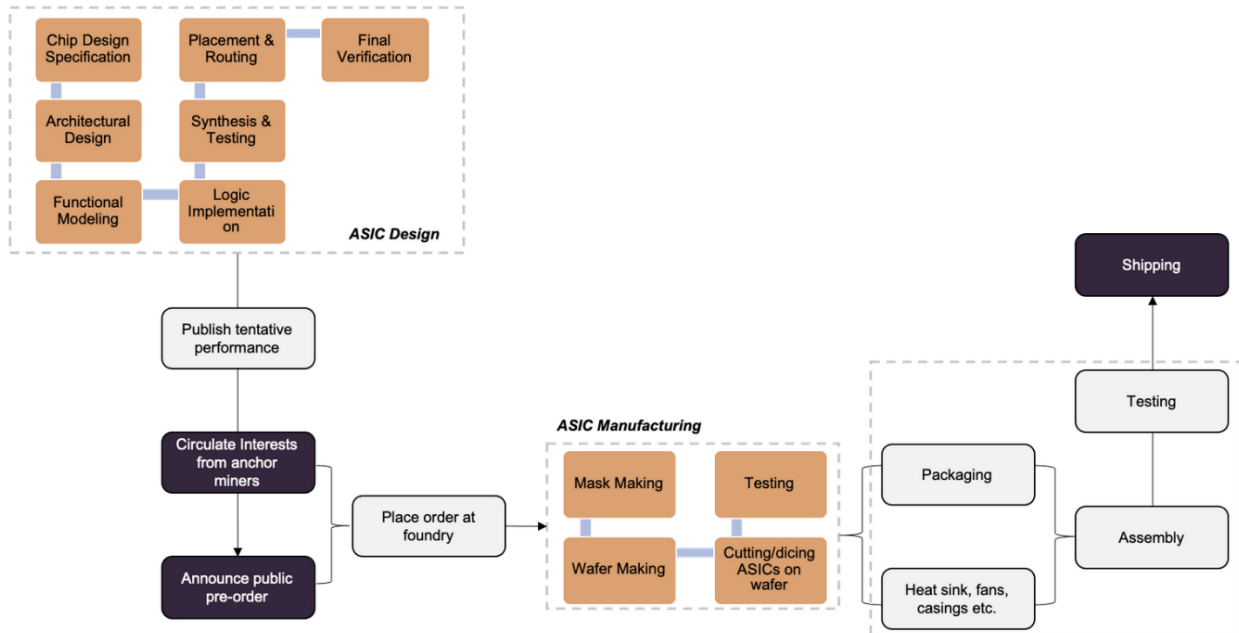 Chip Design
Specification
Architectural
Design
Functional
Modeling
Logic
Implementati
on
Synthesis &
Testing
Placement &
Routing
Final
Verification
ASIC Design
Publish tentative
performance
Circulate Interests
from anchor
miners
Announce public
pre-order
Place order at
foundry
ASIC Manufacturing
Mask Making
Wafer Making
Cutting/dicing
ASICs on
wafer
Testing
Packaging
Heat sink, fans,
casings etc.
Assembly
Testing
Shipping